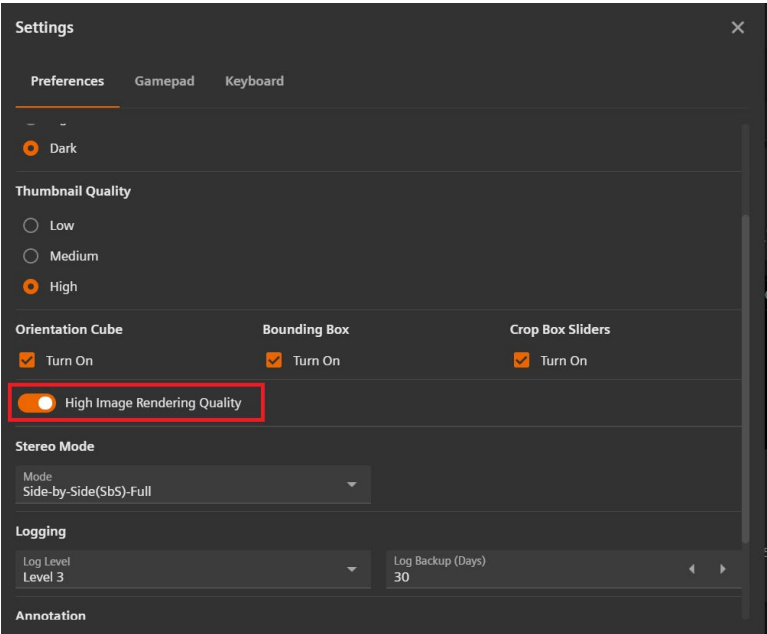 Settings
Preferences Gamepad Keyboard
Dark
Thumbnail Quality
Low
Medium
High
Orientation Cube Bounding Box Crop Box Sliders
Turn On Turn On Turn On
High Image Rendering Quality
Stereo Mode
Mode
Side-by-Side(SbS)-Full
Logging
Log Level Log Backup (Days)
Level 3 30
Annotation